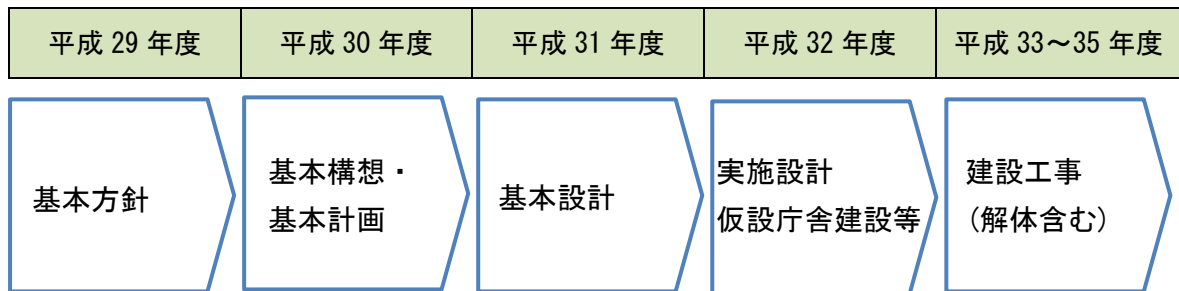 平成 29 年度
平成 30 年度
平成 31 年度
平成 32 年度
平成 33～35 年度
基本方針
基本構想・
基本計画
基本設計
実施設計
仮設庁舎建設等
建設工事
(解体含む)